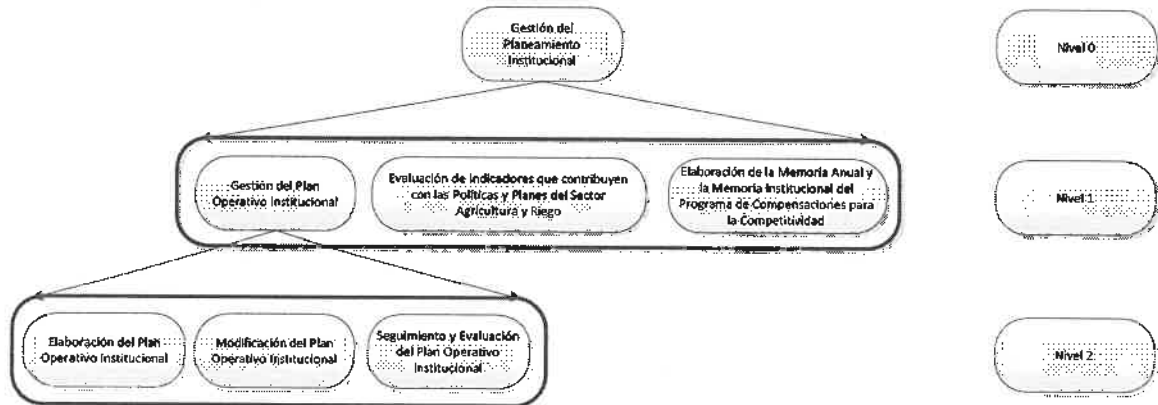 Gestión del
Planeamiento
Institucional
Nivel 0
Gestión del Plan
Operativo Institucional
Evaluación de Indicadores que contribuyen
con las Políticas y Planes del Sector
Agricultura y Riego
Elaboración de la Memoria Anual y
la Memoria Institucional del
Programa de Compensaciones para
la Competitividad
Nivel 1
Elaboración del Plan
Operativo Institucional
Modificación del Plan
Operativo Institucional
Seguimiento y Evaluación
del Plan Operativo
Institucional
Nivel 2